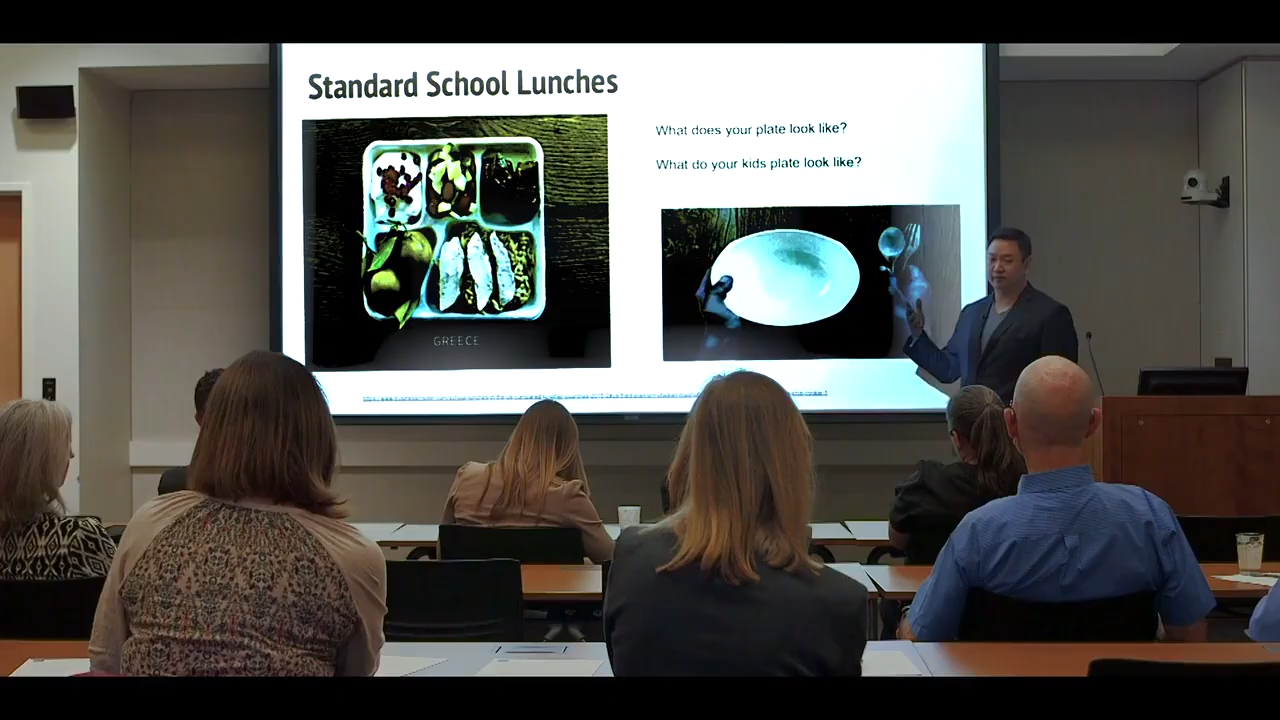 Standard School Lunches
What does your plate look like?
What do your kids plate look like?
GREECE